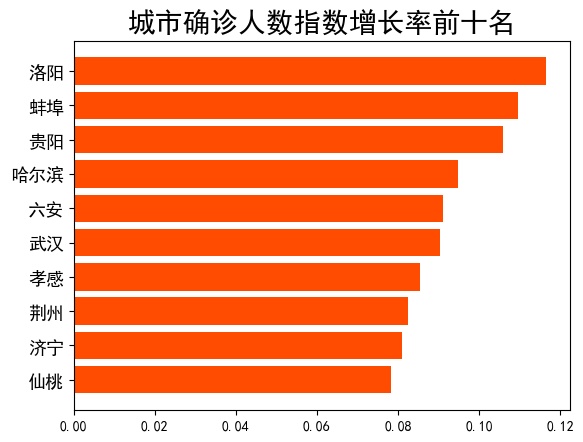 城市确诊人数指数增长率前十名
洛阳
蚌埠
贵阳
哈尔滨
六安
武汉
孝感
荆州
济宁
仙桃
0.00 0.02 0.04 0.06 0.08 0.10 0.12